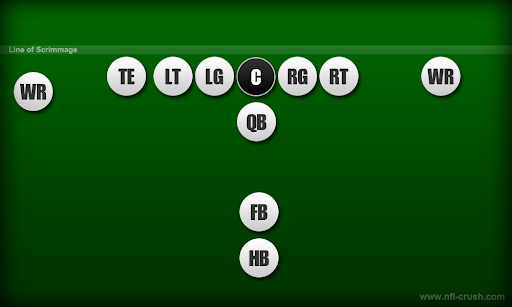 Line of Scrimmage
TE LT LG C RG RT WR
WR
QB
FB
HB
www.nfl-crush.com